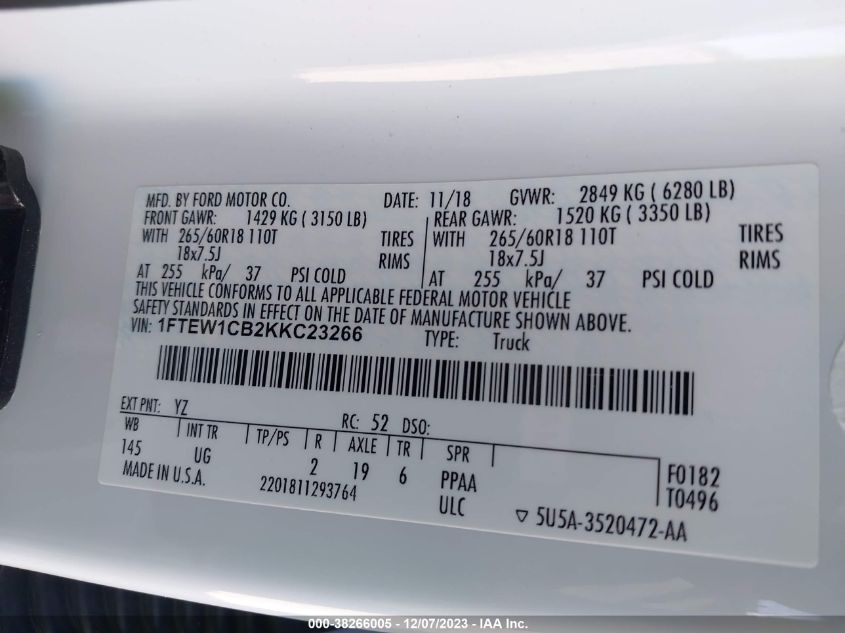 MFD. BY FORD MOTOR CO. DATE: 11/18 GVWR: 2849 KG ( 6280 LB)
FRONT GAWR: 1429 KG ( 3150 LB) REAR GAWR: 1520 KG ( 3350 LB)
WITH 265/60R18 110T TIRES WITH 265/60R18 110T TIRES
18x7.5J RIMS 18x7.5J RIMS
AT 255 kPa/ 37 PSI COLD AT 255 kPa/ 37 PSI COLD
THIS VEHICLE CONFORMS TO ALL APPLICABLE FEDERAL MOTOR VEHICLE
SAFETY STANDARDS IN EFFECT ON THE DATE OF MANUFACTURE SHOWN ABOVE.
VIN: 1FTEW1CB2KKC23266 TYPE: Truck
EXT PNT: YZ RC: 52 DSO:
WB INT TR TP/PS R AXLE TR SPR
145 UG 2 19 6 PPAA F0182
MADE IN U.S.A. 2201811293764 ULC T0496
5U5A-3520472-AA
000-38266005 - 12/07/2023 - IAA Inc.